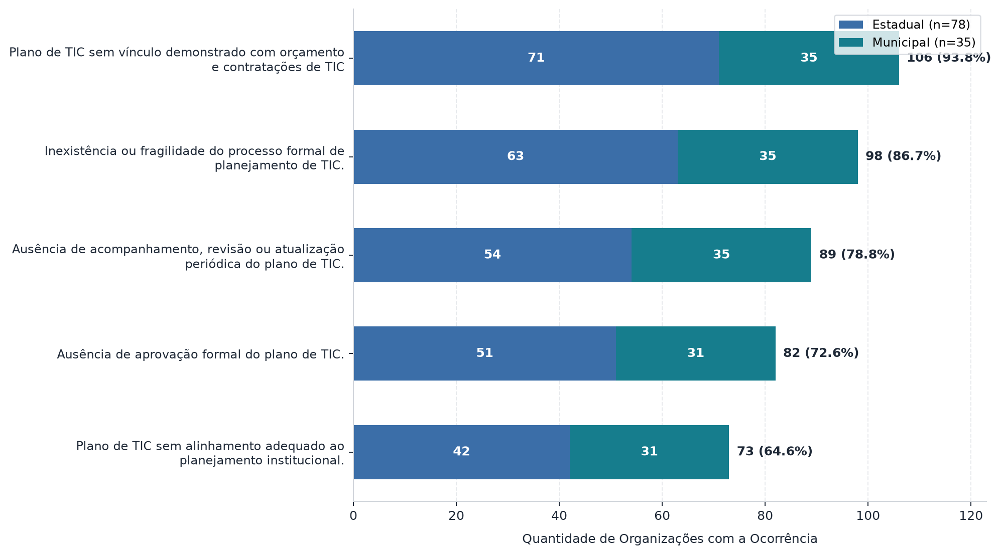 Estadual (n=78)
Municipal (n=35)
Plano de TIC sem vínculo demonstrado com orçamento
e contratações de TIC
71
35
106 (93.8%)
Inexistência ou fragilidade do processo formal de
planejamento de TIC.
63
35
98 (86.7%)
Ausência de acompanhamento, revisão ou atualização
periódica do plano de TIC.
54
35
89 (78.8%)
Ausência de aprovação formal do plano de TIC.
51
31
82 (72.6%)
Plano de TIC sem alinhamento adequado ao
planejamento institucional.
42
31
73 (64.6%)
0 20 40 60 80 100 120
Quantidade de Organizações com a Ocorrência